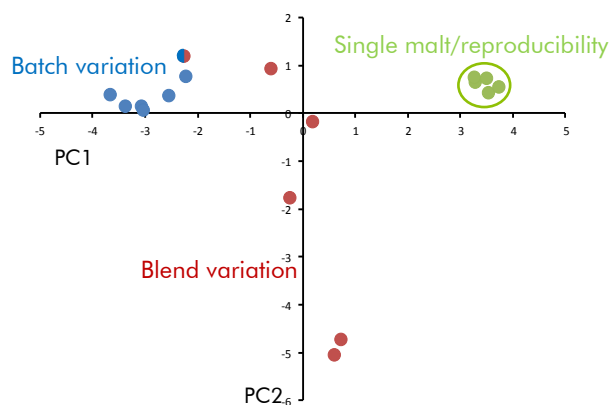 2
Single malt/reproducibility
Batch variation
1
0
-5 -4 -3 -2 -1 0 1 2 3 4 5
PC1
-1
-2
-3
Blend variation
-4
-5
PC2
-6